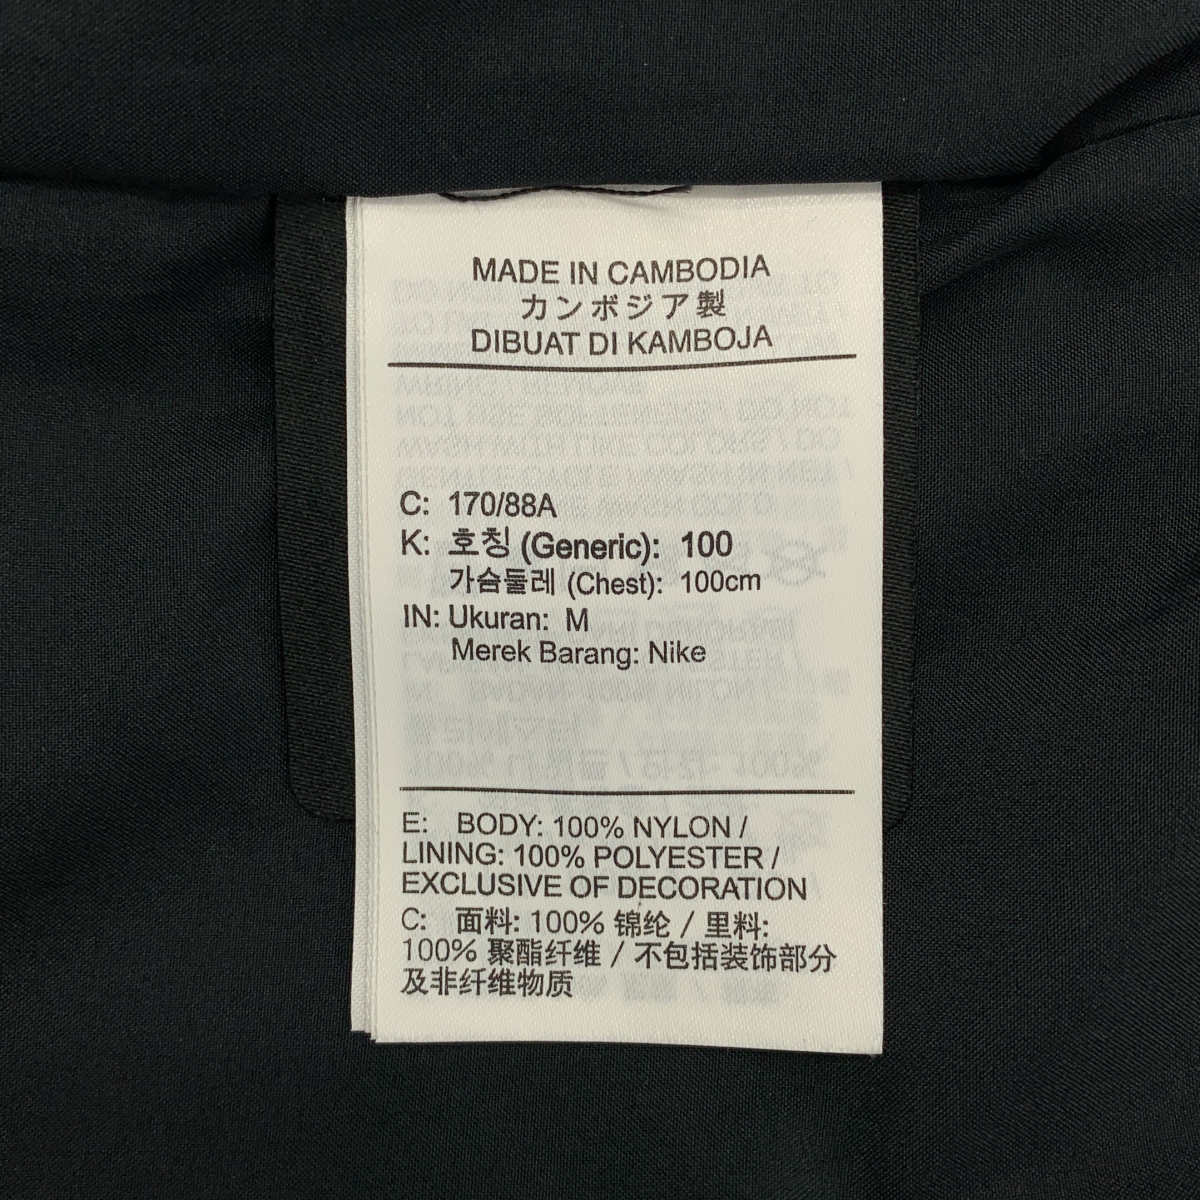 MADE IN CAMBODIA
カンボジア製
DIBUAT DI KAMBOJA
C: 170/88A
K: 호칭 (Generic): 100
가슴둘레 (Chest): 100cm
IN: Ukuran: M
Merek Barang: Nike
E: BODY: 100% NYLON /
LINING: 100% POLYESTER /
EXCLUSIVE OF DECORATION
C: 面料: 100% 锦纶 / 里料:
100% 聚酯纤维 / 不包括装饰部分
及非纤维物质